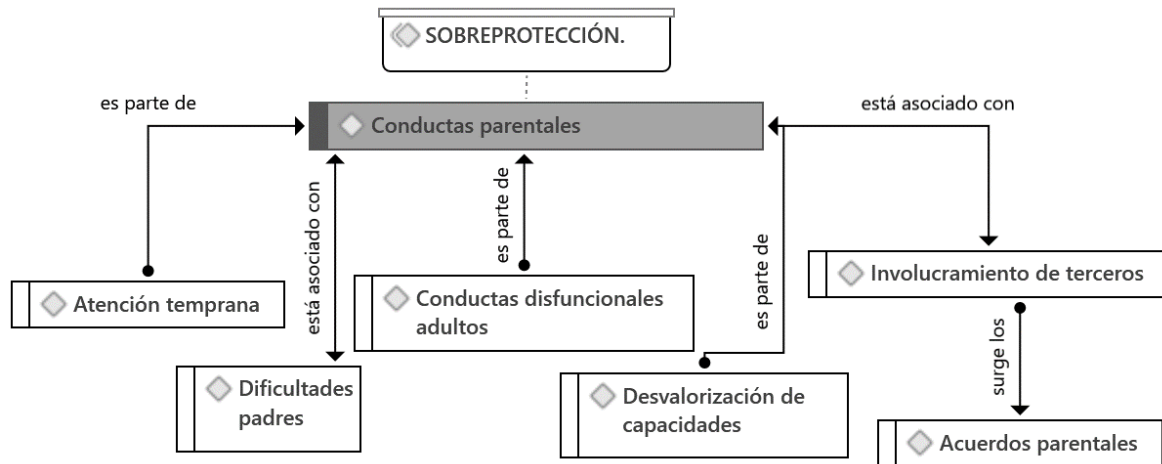 SOBREPROTECCIÓN.
es parte de
Conductas parentales
está asociado con
está asociado con
es parte de
es parte de
Atención temprana
Conductas disfuncionales
adultos
Involucramiento de terceros
Dificultades
padres
Desvalorización de
capacidades
surge los
Acuerdos parentales